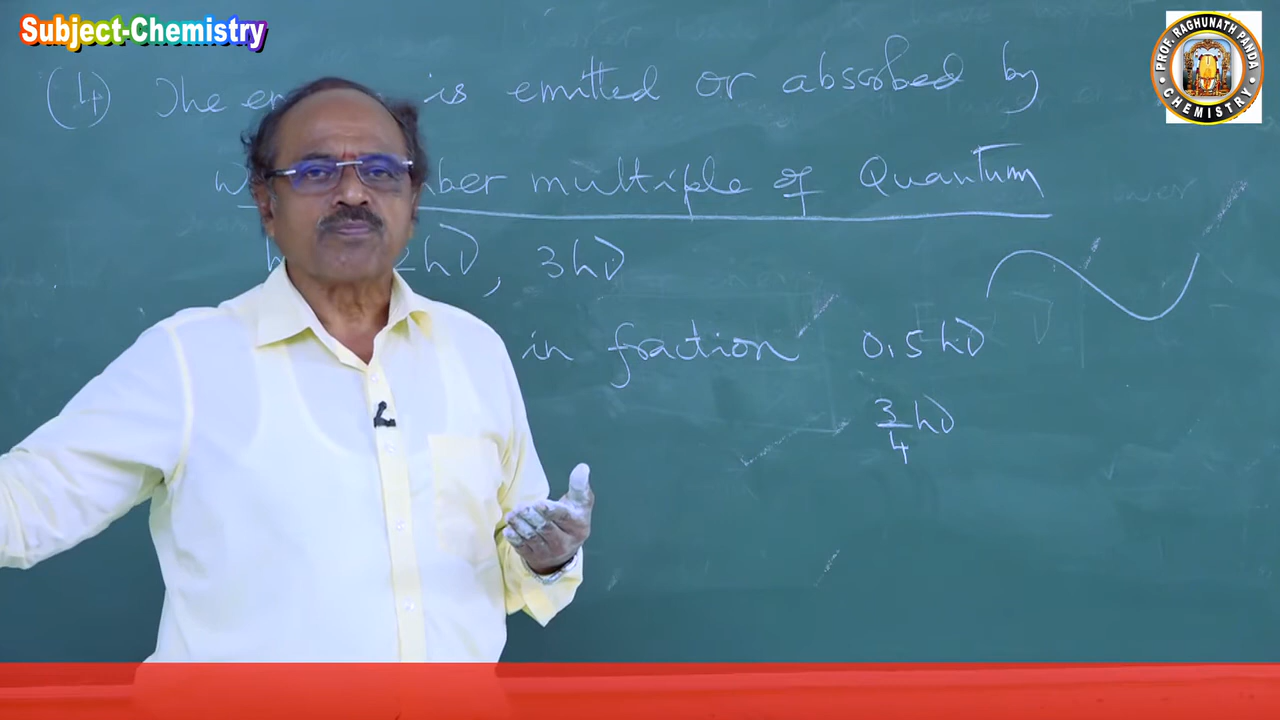 Subject-Chemistry
PROF. RAGHUNATH PANDA
CHEMISTRY
(4) The en is emitted or absorbed by
w ber multiple of Quantum
h 2hν, 3hν
in fraction 0.5hν
3/4 hν